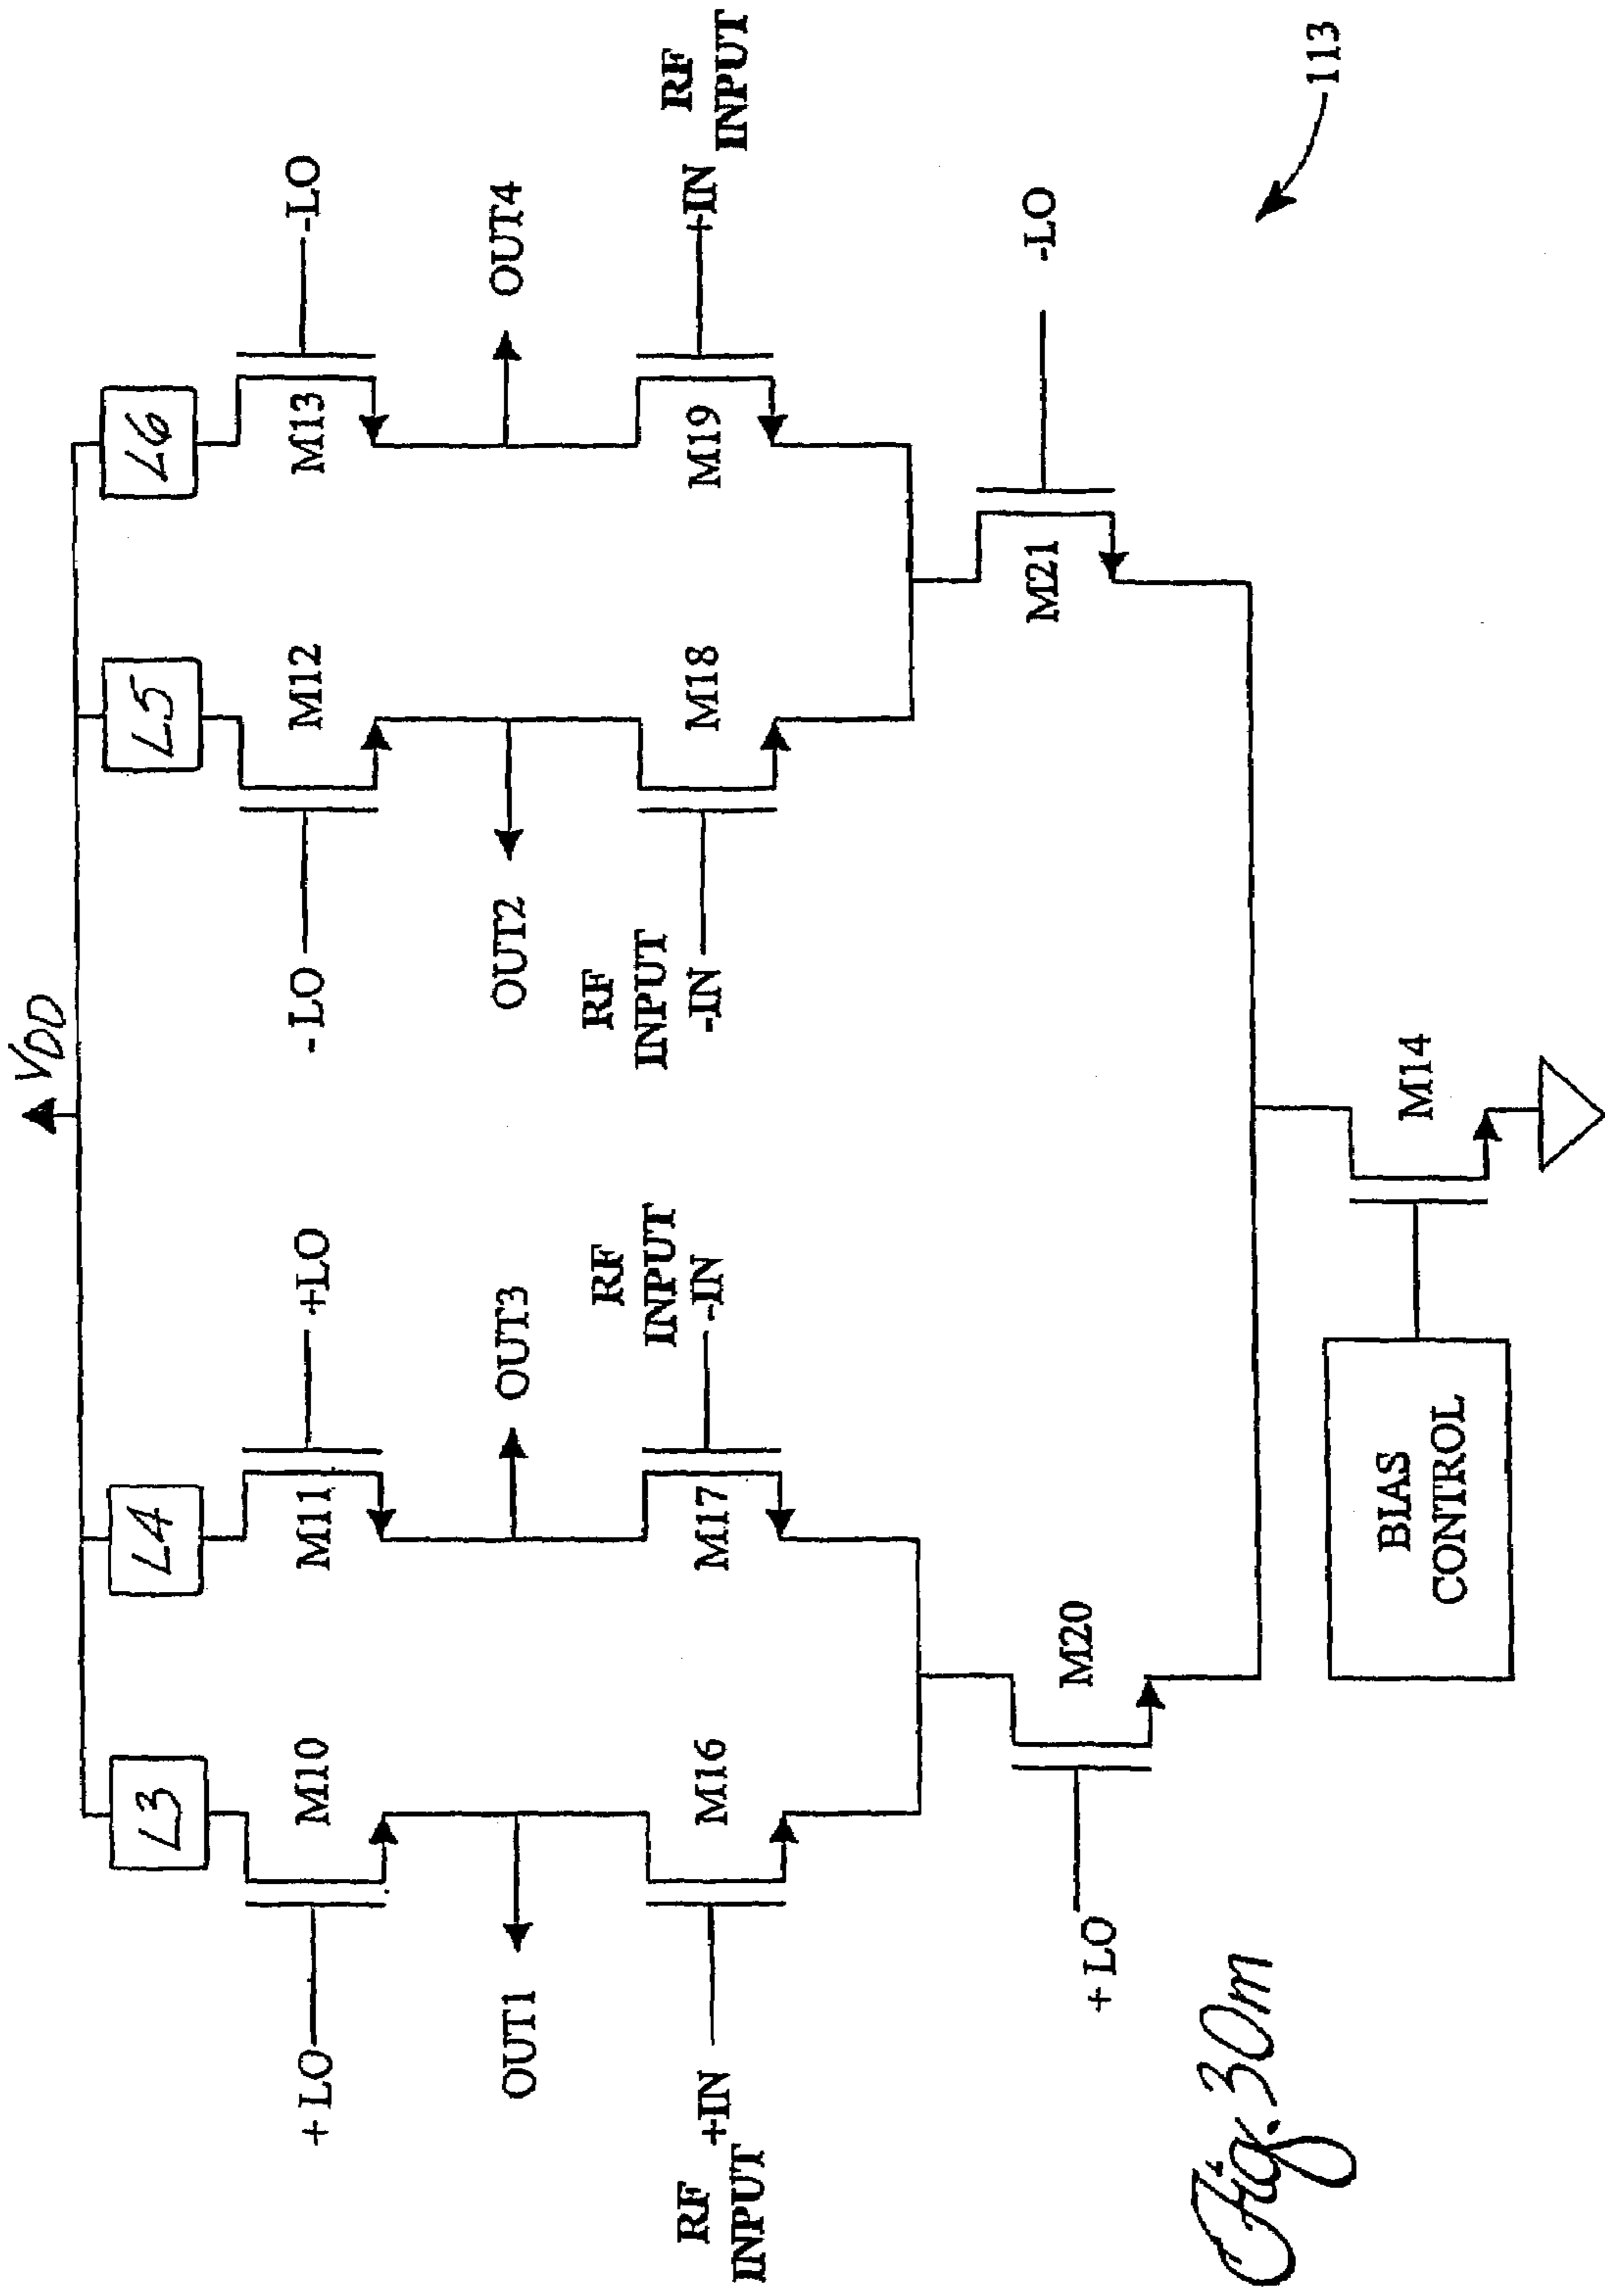 VDD
L3
L4
L5
L6
+ LO
M10
M11
+LO
- LO
M12
M13
-LO
OUT1
OUT3
OUT2
OUT4
RF
INPUT
+IN
M16
M17
RF
INPUT
-IN
RF
INPUT
-IN
M18
M19
+IN
RF
INPUT
+ LO
M20
M21
-LO
BIAS
CONTROL
M14
113
Fig. 30m